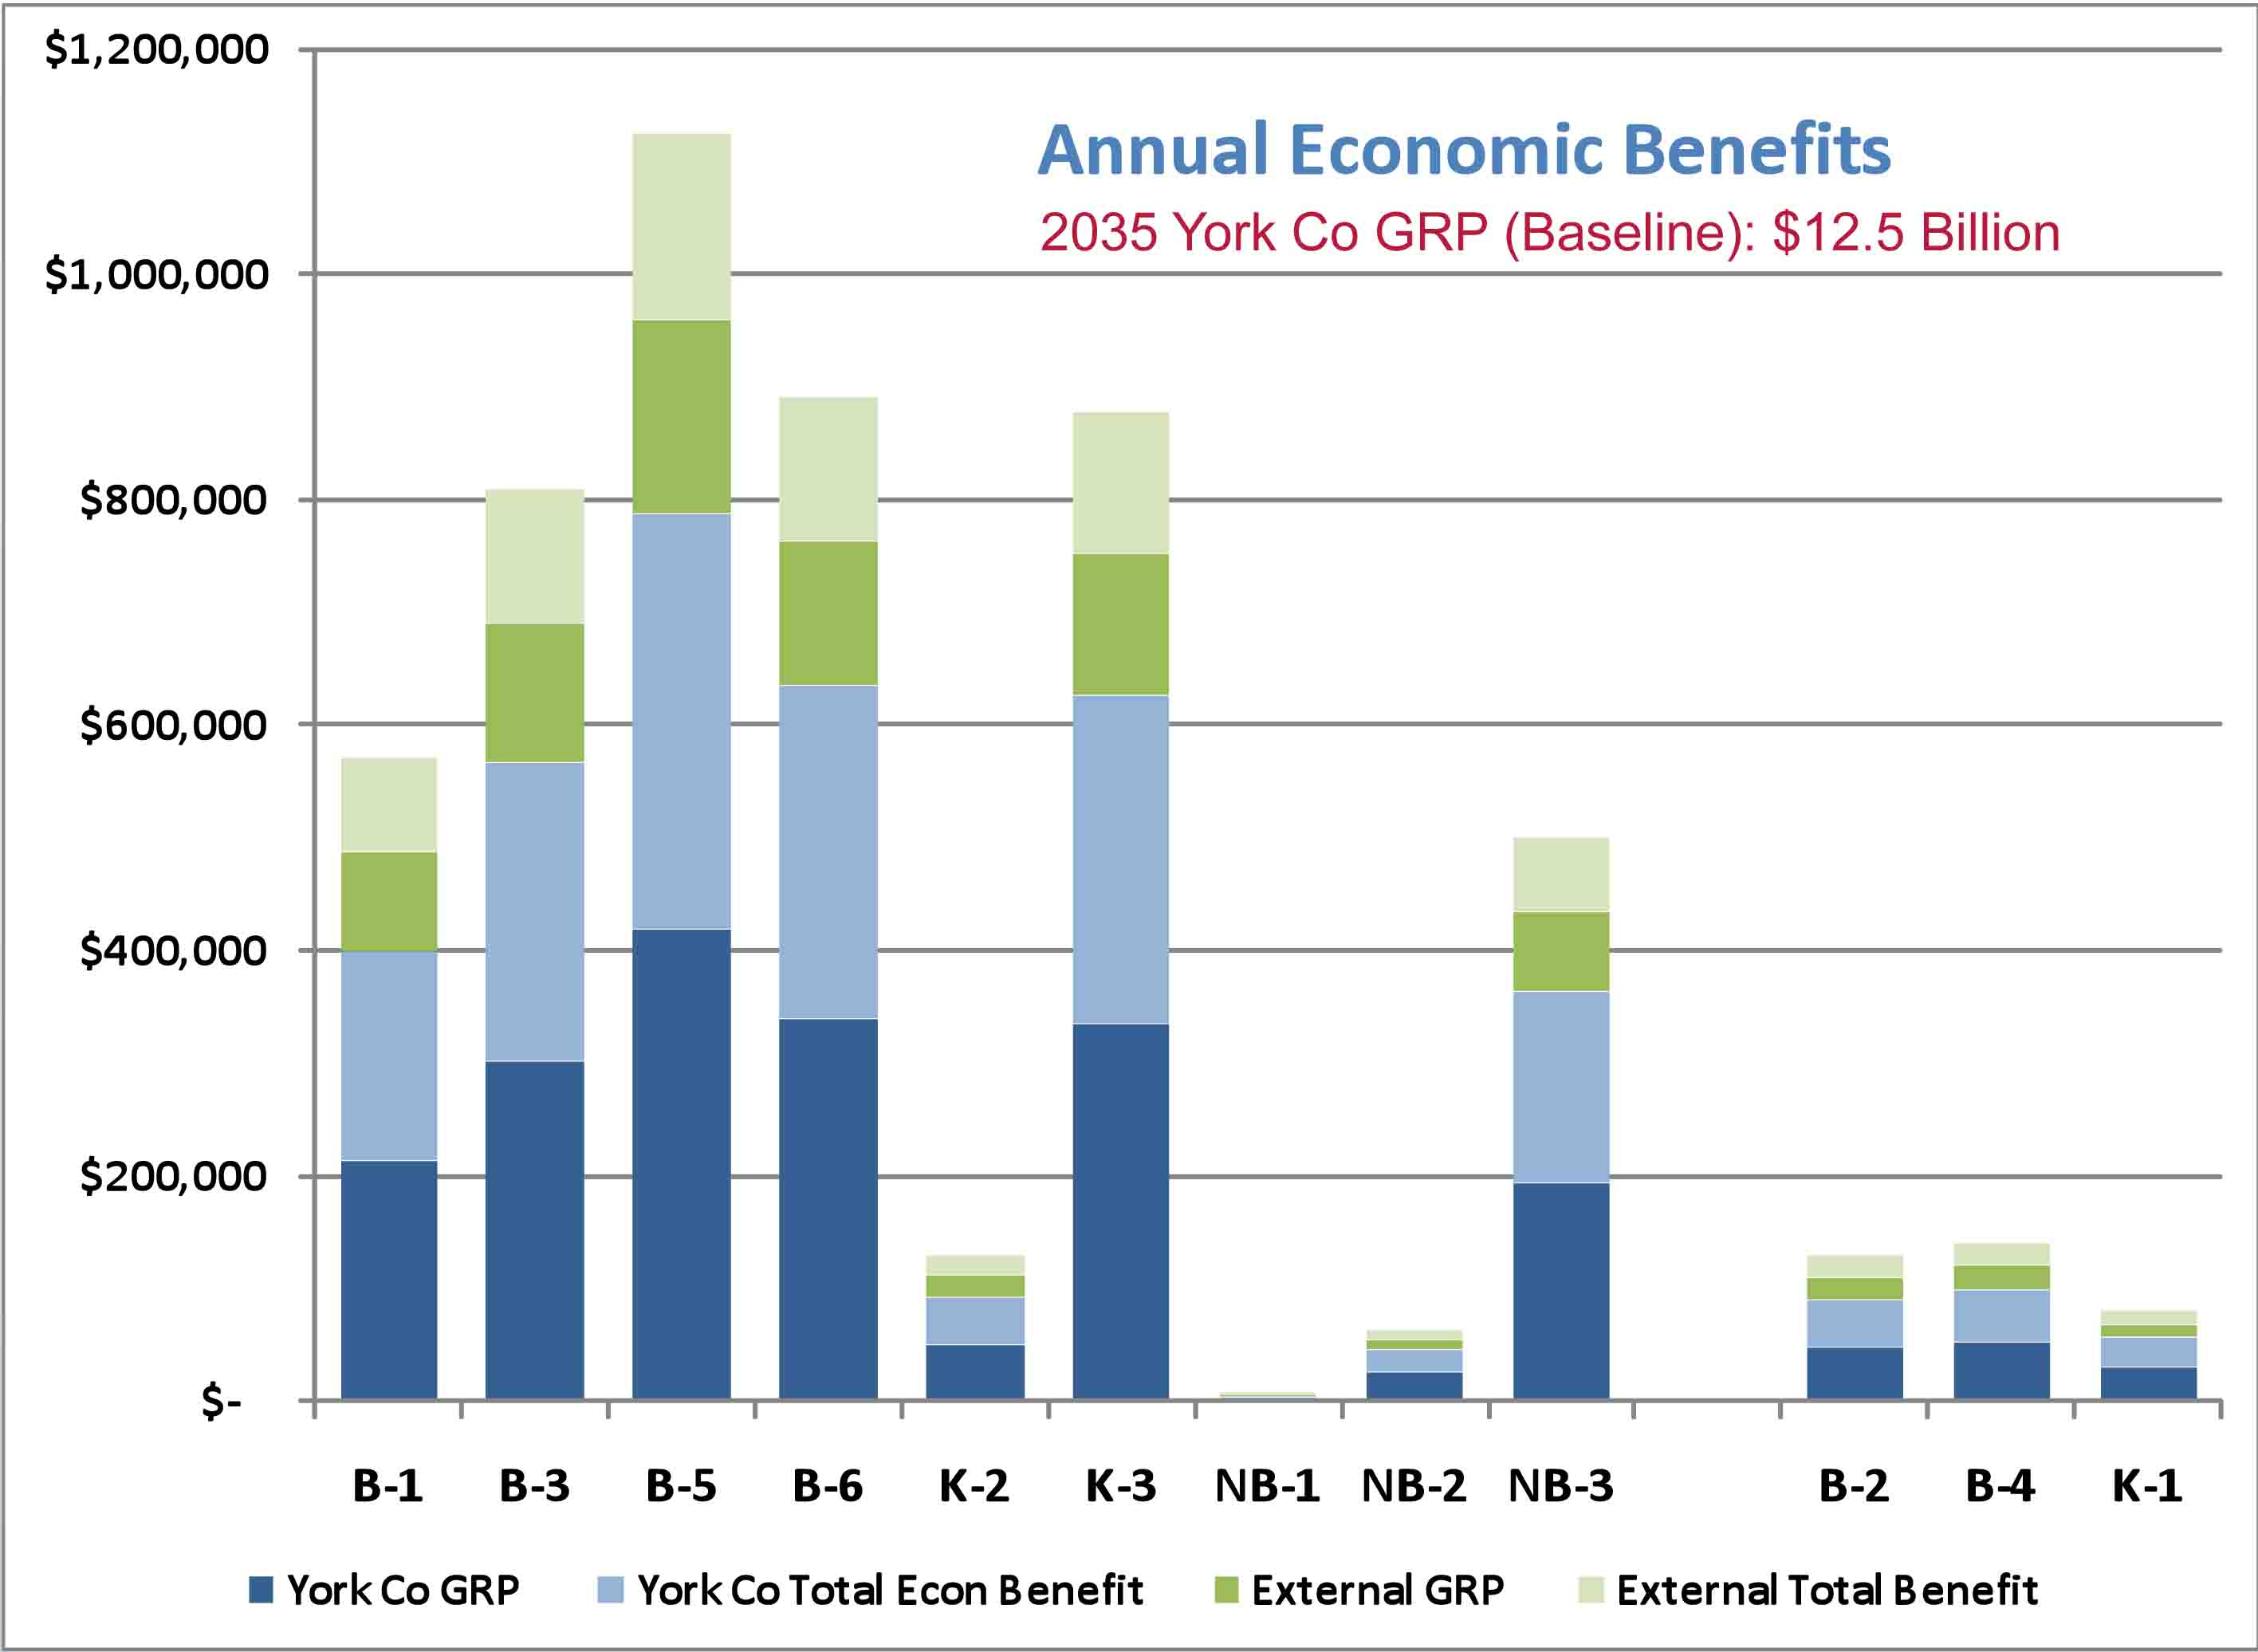 Annual Economic Benefits
2035 York Co GRP (Baseline): $12.5 Billion
$1,200,000
$1,000,000
$800,000
$600,000
$400,000
$200,000
$-
B-1 B-3 B-5 B-6 K-2 K-3 NB-1 NB-2 NB-3 B-2 B-4 K-1
York Co GRP York Co Total Econ Benefit External GRP External Total Benefit